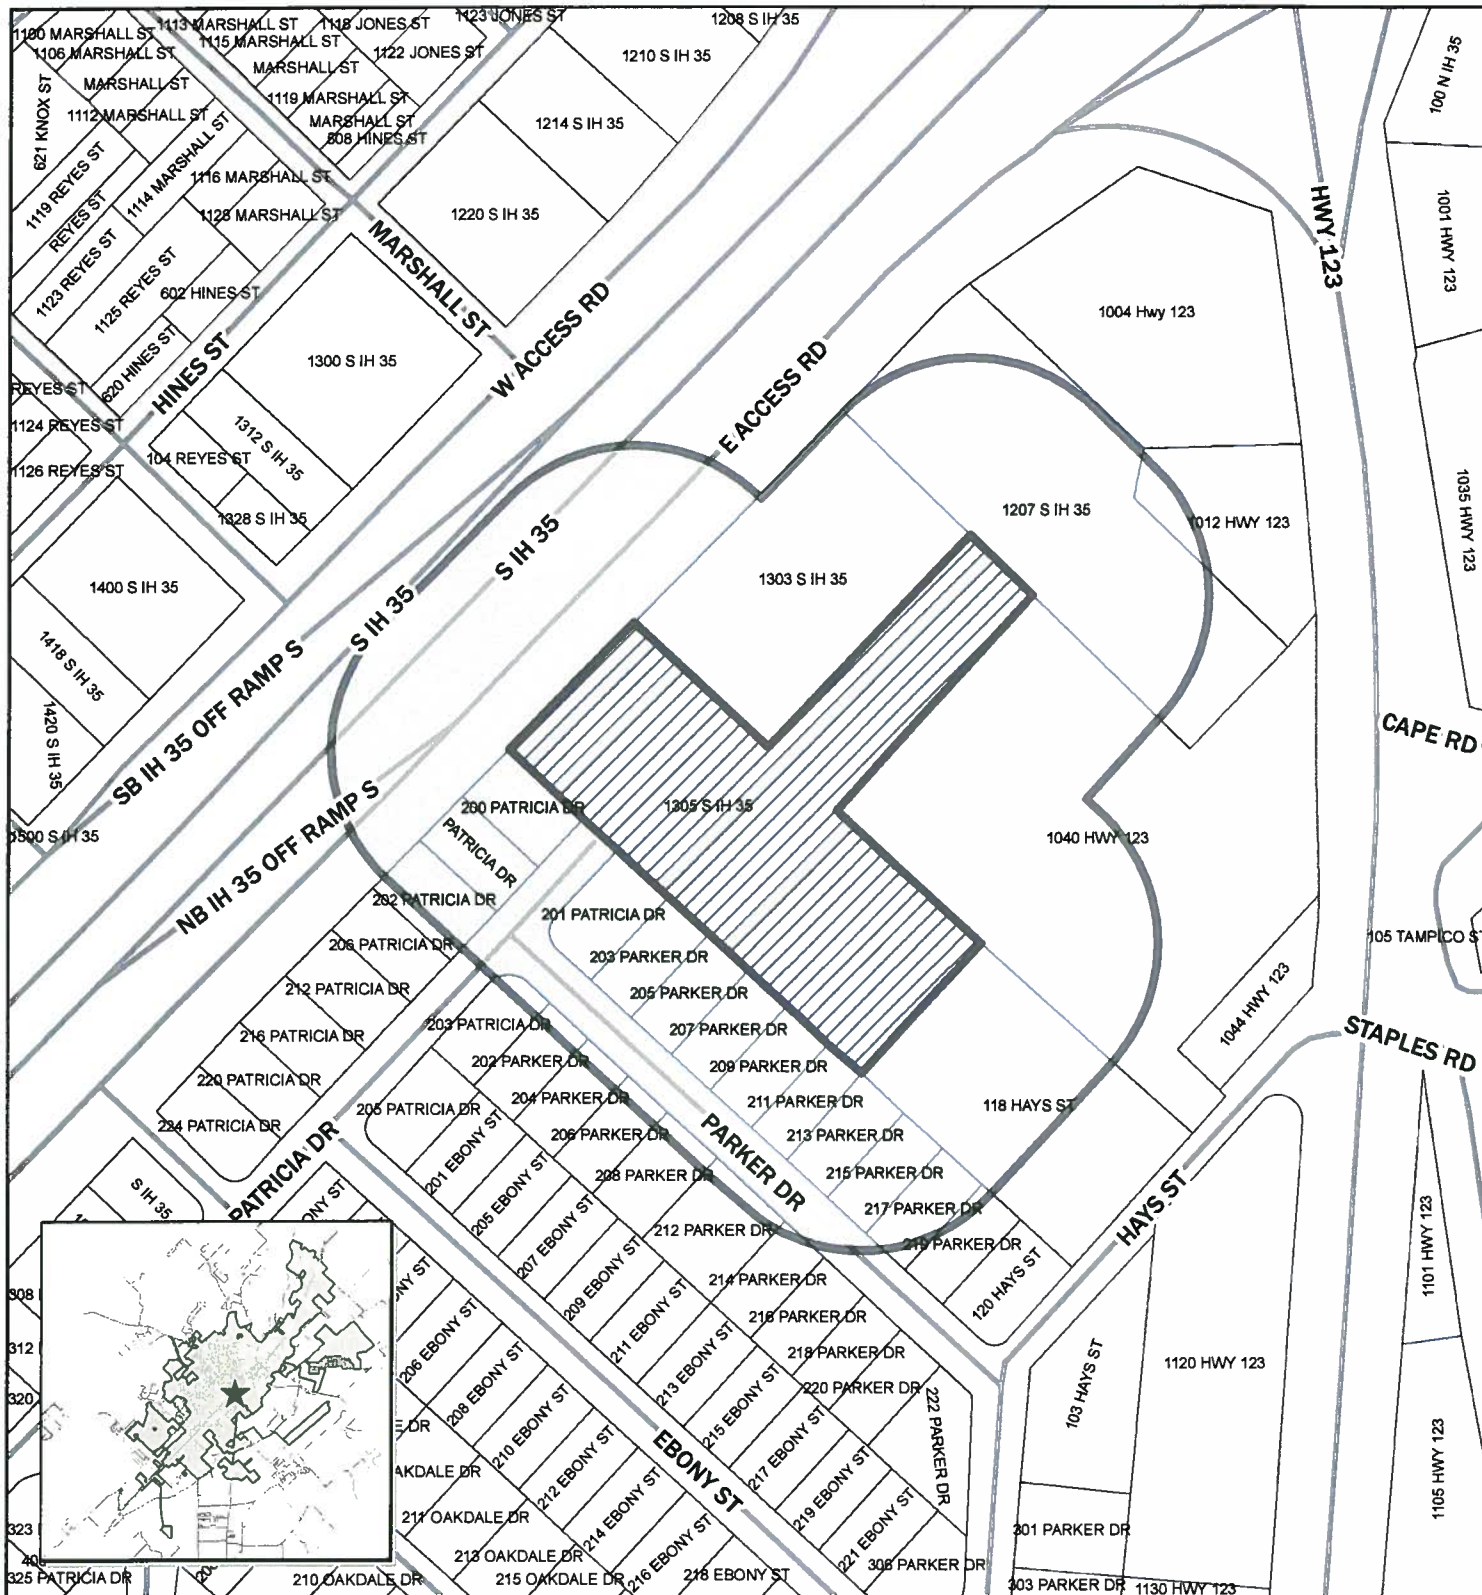 1100 MARSHALL ST
1113 MARSHALL ST
1118 JONES ST
1123 JONES ST
1208 S IH 35
1106 MARSHALL ST
1115 MARSHALL ST
1122 JONES ST
1210 S IH 35
100 N IH 35
MARSHALL ST
MARSHALL ST
621 KNOX ST
1119 MARSHALL ST
1112 MARSHALL ST
MARSHALL ST
608 HINES ST
1214 S IH 35
1119 REYES ST
1114 MARSHALL ST
1116 MARSHALL ST
REYES ST
1128 MARSHALL ST
1220 S IH 35
HWY 123
1001 HWY 123
1123 REYES ST
1125 REYES ST
602 HINES ST
MARSHALL ST
W ACCESS RD
1004 Hwy 123
620 HINES ST
HINES ST
1300 S IH 35
E ACCESS RD
REYES ST
1124 REYES ST
1312 S IH 35
104 REYES ST
1126 REYES ST
1328 S IH 35
S IH 35
1207 S IH 35
1012 HWY 123
1035 HWY 123
1400 S IH 35
1303 S IH 35
S IH 35
1418 S IH 35
SB IH 35 OFF RAMP S
1420 S IH 35
CAPE RD
1500 S IH 35
NB IH 35 OFF RAMP S
200 PATRICIA DR
1305 S IH 35
1040 HWY 123
PATRICIA DR
202 PATRICIA DR
201 PATRICIA DR
206 PATRICIA DR
203 PARKER DR
105 TAMPICO ST
212 PATRICIA DR
205 PARKER DR
1044 HWY 123
216 PATRICIA DR
203 PATRICIA DR
207 PARKER DR
STAPLES RD
220 PATRICIA DR
202 PARKER DR
209 PARKER DR
224 PATRICIA DR
205 PATRICIA DR
204 PARKER DR
211 PARKER DR
118 HAYS ST
206 PARKER DR
PARKER DR
213 PARKER DR
PATRICIA DR
201 EBONY ST
208 PARKER DR
215 PARKER DR
S IH 35
205 EBONY ST
217 PARKER DR
HAYS ST
207 EBONY ST
212 PARKER DR
219 PARKER DR
1101 HWY 123
209 EBONY ST
214 PARKER DR
120 HAYS ST
308
211 EBONY ST
216 PARKER DR
312
206 EBONY ST
213 EBONY ST
218 PARKER DR
103 HAYS ST
1120 HWY 123
320
208 EBONY ST
215 EBONY ST
220 PARKER DR
222 PARKER DR
210 EBONY ST
EBONY ST
217 EBONY ST
1105 HWY 123
AKDALE DR
212 EBONY ST
219 EBONY ST
211 OAKDALE DR
214 EBONY ST
221 EBONY ST
323
301 PARKER DR
213 OAKDALE DR
216 EBONY ST
218 EBONY ST
306 PARKER DR
325 PATRICIA DR
210 OAKDALE DR
215 OAKDALE DR
303 PARKER DR
1130 HWY 123